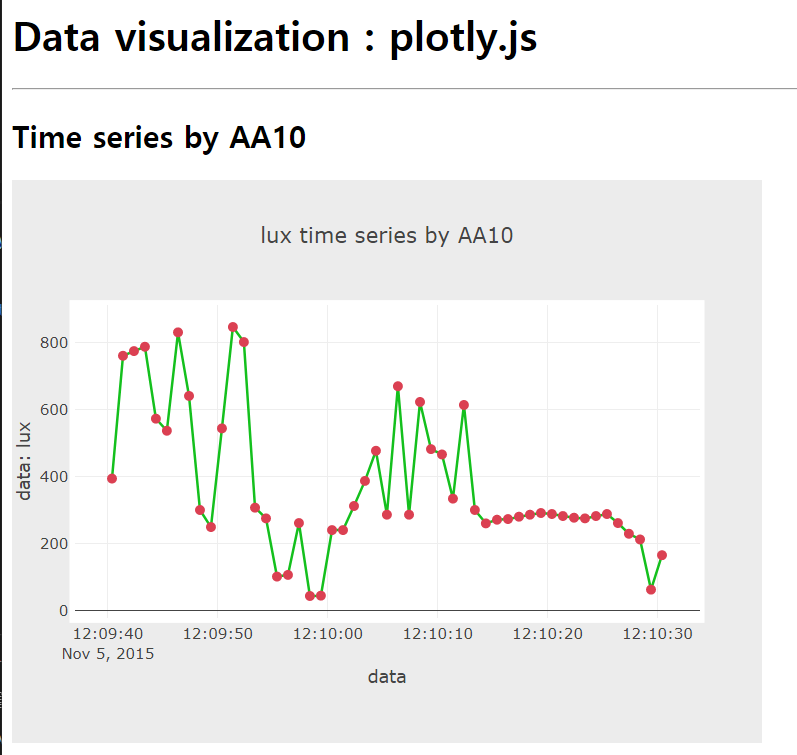 Data visualization : plotly.js
Time series by AA10
lux time series by AA10
800
600
400
200
0
data: lux
12:09:40 12:09:50 12:10:00 12:10:10 12:10:20 12:10:30
Nov 5, 2015
data